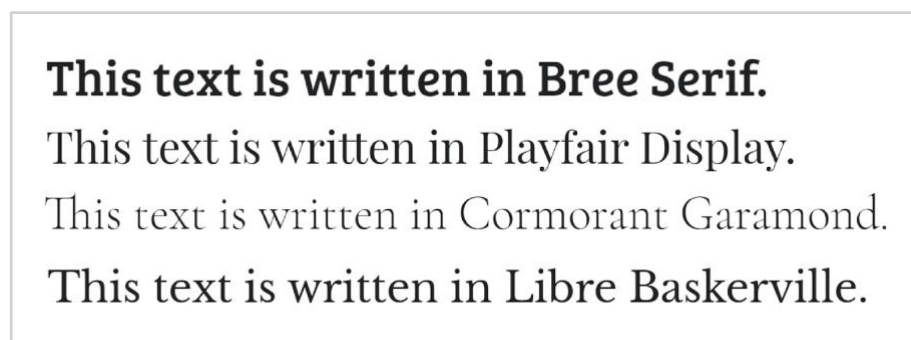 This text is written in Bree Serif.
This text is written in Playfair Display.
This text is written in Cormorant Garamond.
This text is written in Libre Baskerville.